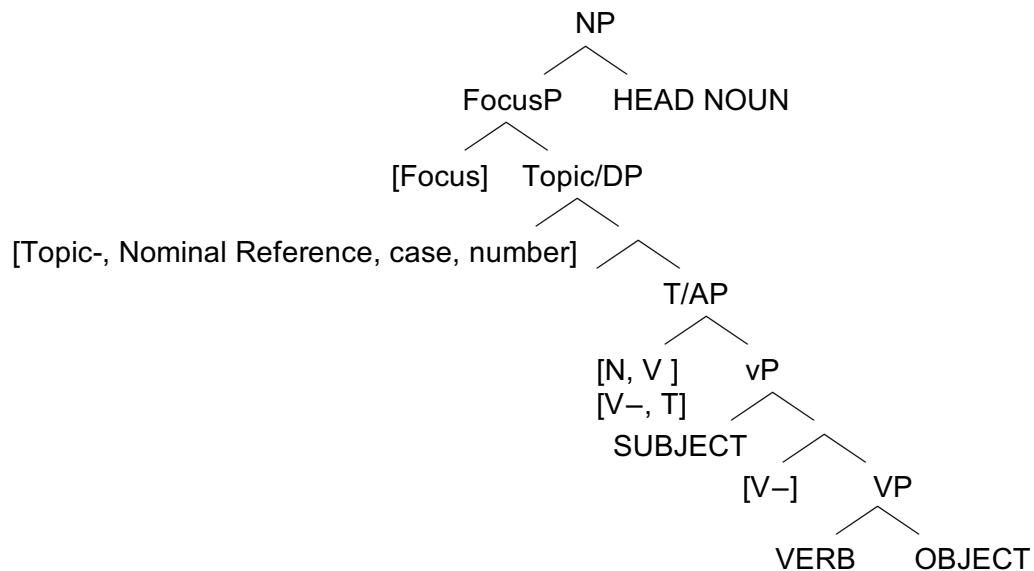 NP
FocusP HEAD NOUN
[Focus] Topic/DP
[Topic-, Nominal Reference, case, number]
T/AP
[N, V ] vP
[V–, T]
SUBJECT
[V–] VP
VERB OBJECT